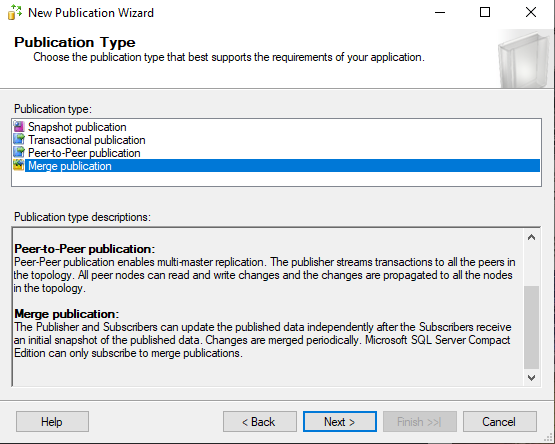 New Publication Wizard
Publication Type
Choose the publication type that best supports the requirements of your application.
Publication type:
Snapshot publication
Transactional publication
Peer-to-Peer publication
Merge publication
Publication type descriptions:
Peer-to-Peer publication:
Peer-Peer publication enables multi-master replication. The publisher streams transactions to all the peers in
the topology. All peer nodes can read and write changes and the changes are propagated to all the nodes
in the topology.
Merge publication:
The Publisher and Subscribers can update the published data independently after the Subscribers receive
an initial snapshot of the published data. Changes are merged periodically. Microsoft SQL Server Compact
Edition can only subscribe to merge publications.
Help
< Back
Next >
Finish >>|
Cancel